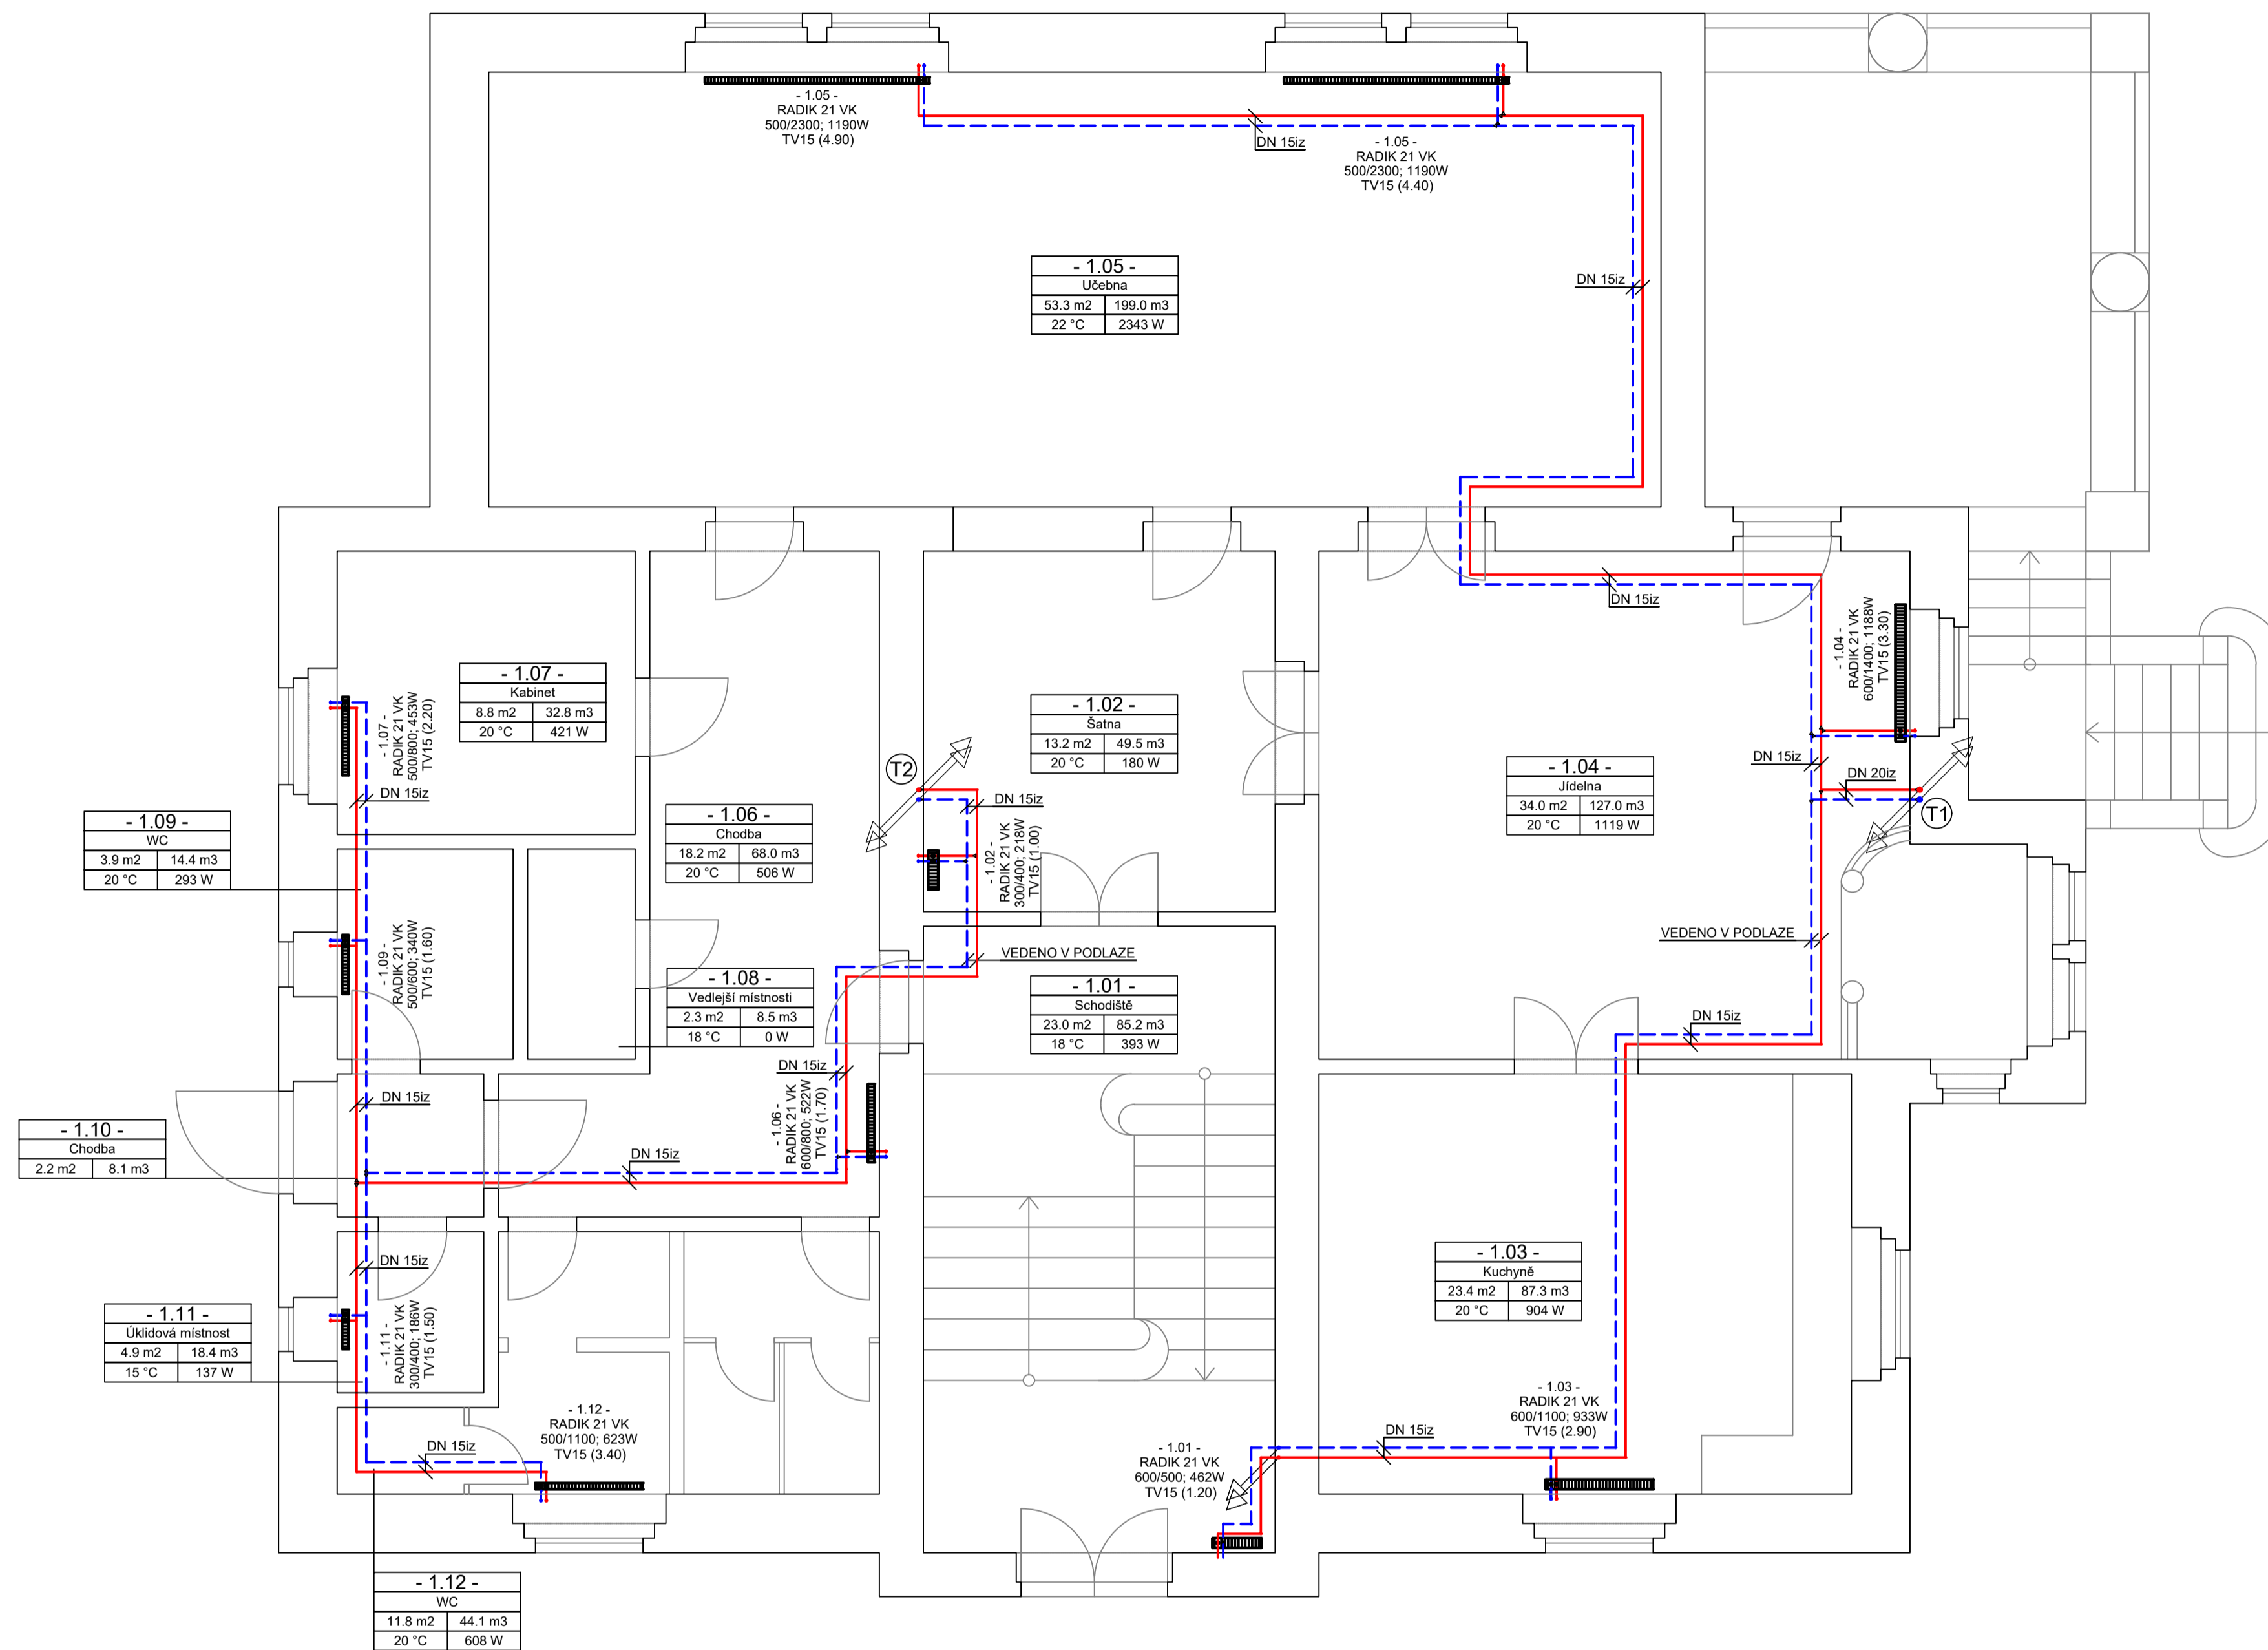 - 1.05 -
RADIK 21 VK
500/2300; 1190W
TV15 (4.90)
DN 15iz
- 1.05 -
RADIK 21 VK
500/2300; 1190W
TV15 (4.40)
- 1.05 -
Učebna
53.3 m2 199.0 m3
22 °C 2343 W
DN 15iz
DN 15iz
- 1.04 -
RADIK 21 VK
600/1400; 1188W
TV15 (3.30)
- 1.07 -
Kabinet
8.8 m2 32.8 m3
20 °C 421 W
- 1.07 -
RADIK 21 VK
500/800; 453W
TV15 (2.20)
DN 15iz
- 1.02 -
Šatna
13.2 m2 49.5 m3
20 °C 180 W
T2
DN 15iz
- 1.02 -
RADIK 21 VK
300/400; 218W
TV15 (1.00)
- 1.04 -
Jídelna
34.0 m2 127.0 m3
20 °C 1119 W
DN 15iz
DN 20iz
T1
- 1.09 -
WC
3.9 m2 14.4 m3
20 °C 293 W
- 1.06 -
Chodba
18.2 m2 68.0 m3
20 °C 506 W
- 1.09 -
RADIK 21 VK
500/600; 340W
TV15 (1.60)
VEDENO V PODLAZE
VEDENO V PODLAZE
- 1.08 -
Vedlejší místnosti
2.3 m2 8.5 m3
18 °C 0 W
- 1.01 -
Schodiště
23.0 m2 85.2 m3
18 °C 393 W
DN 15iz
DN 15iz
DN 15iz
- 1.06 -
RADIK 21 VK
600/800; 522W
TV15 (1.70)
- 1.10 -
Chodba
2.2 m2 8.1 m3
DN 15iz
DN 15iz
- 1.03 -
Kuchyně
23.4 m2 87.3 m3
20 °C 904 W
- 1.11 -
Úklidová místnost
4.9 m2 18.4 m3
15 °C 137 W
- 1.11 -
RADIK 21 VK
300/400; 186W
TV15 (1.50)
- 1.12 -
RADIK 21 VK
500/1100; 623W
TV15 (3.40)
DN 15iz
- 1.01 -
RADIK 21 VK
600/500; 462W
TV15 (1.20)
DN 15iz
- 1.03 -
RADIK 21 VK
600/1100; 933W
TV15 (2.90)
- 1.12 -
WC
11.8 m2 44.1 m3
20 °C 608 W